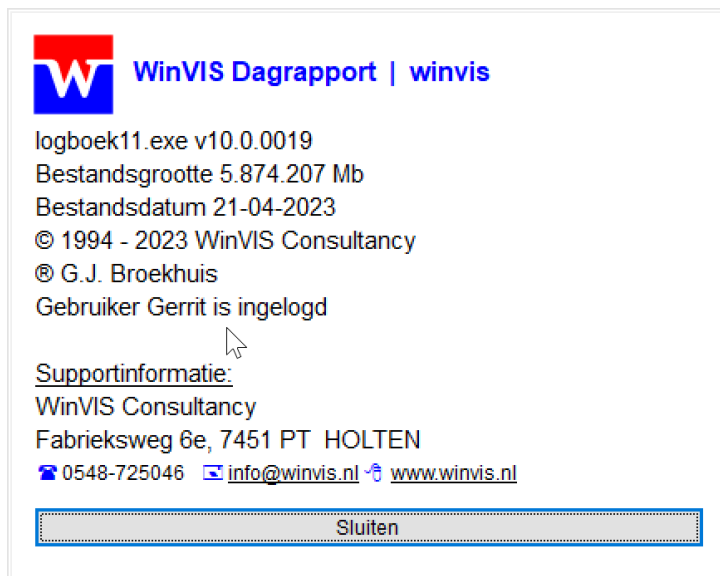 W
WinVIS Dagrapport | winvis
logboek11.exe v10.0.0019
Bestandsgrootte 5.874.207 Mb
Bestandsdatum 21-04-2023
© 1994 - 2023 WinVIS Consultancy
® G.J. Broekhuis
Gebruiker Gerrit is ingelogd
Supportinformatie:
WinVIS Consultancy
Fabrieksweg 6e, 7451 PT  HOLTEN
☎ 0548-725046 info@winvis.nl www.winvis.nl
Sluiten